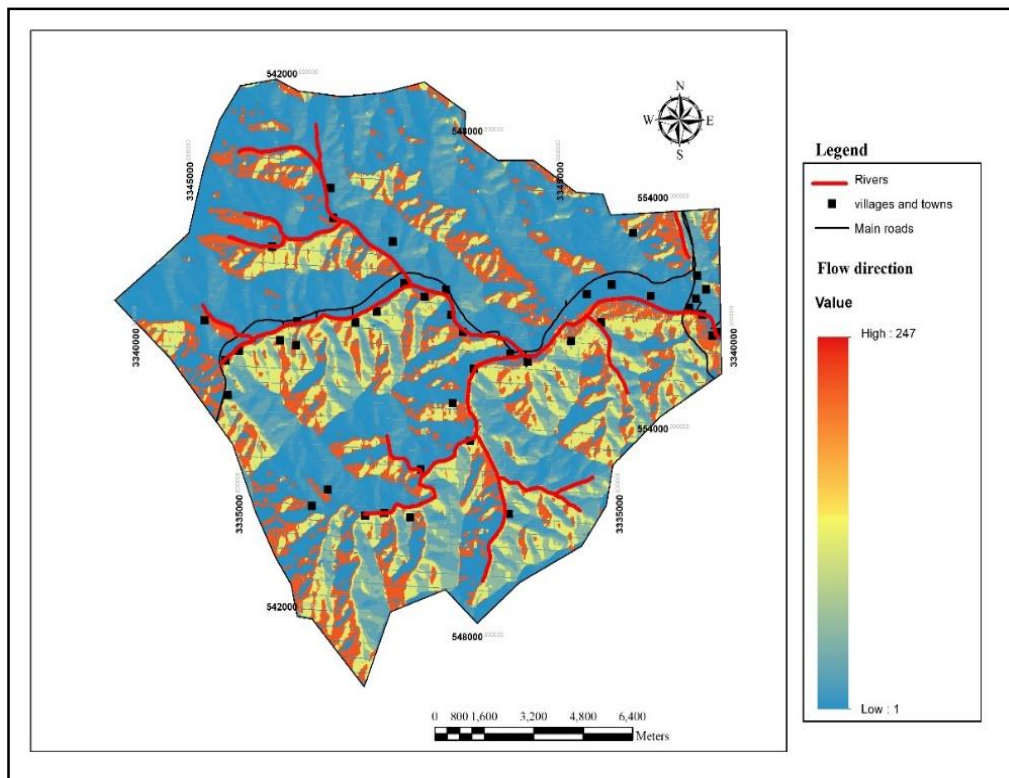 542000
548000
N
W E
S
3345000
3345000
554000
3340000
3340000
554000
3335000
3335000
542000
548000
0 800 1,600 3,200 4,800 6,400
Meters
Legend
Rivers
villages and towns
Main roads
Flow direction
Value
High : 247
Low : 1